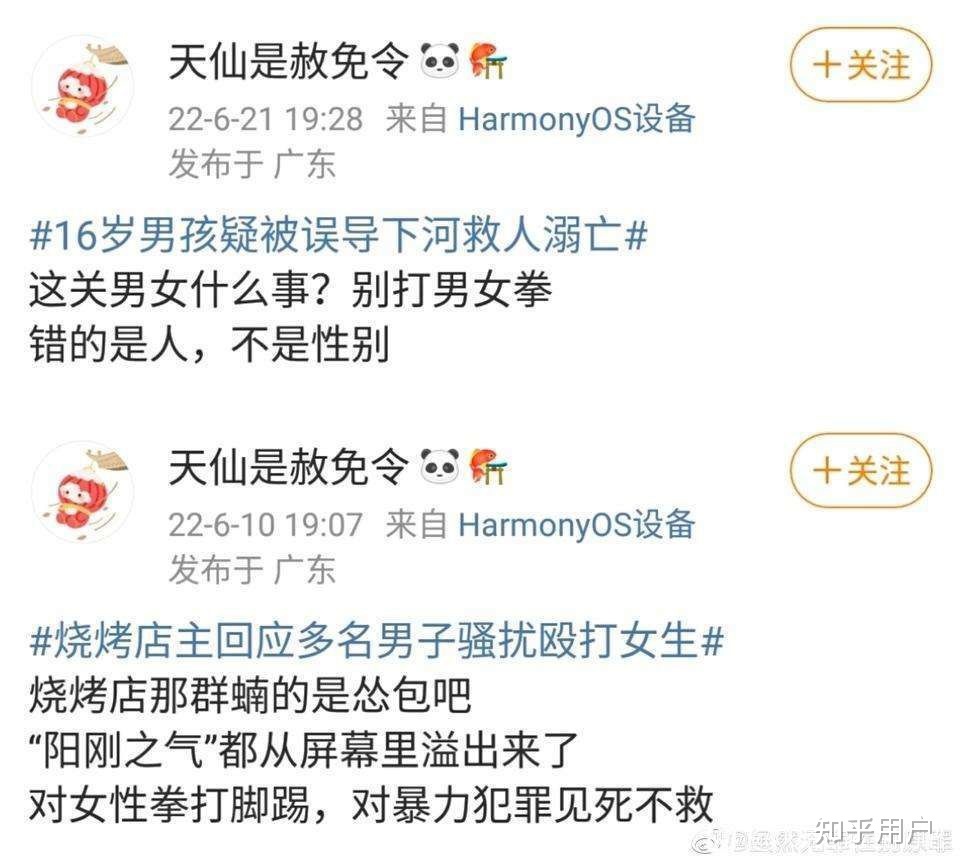 天仙是赦免令
+关注
22-6-21 19:28 来自 HarmonyOS设备
发布于 广东
#16岁男孩疑被误导下河救人溺亡#
这关男女什么事？别打男女拳
错的是人，不是性别
天仙是赦免令
+关注
22-6-10 19:07 来自 HarmonyOS设备
发布于 广东
#烧烤店主回应多名男子骚扰殴打女生#
烧烤店那群蝻的是怂包吧
“阳刚之气”都从屏幕里溢出来了
对女性拳打脚踢，对暴力犯罪见死不救
知乎用户